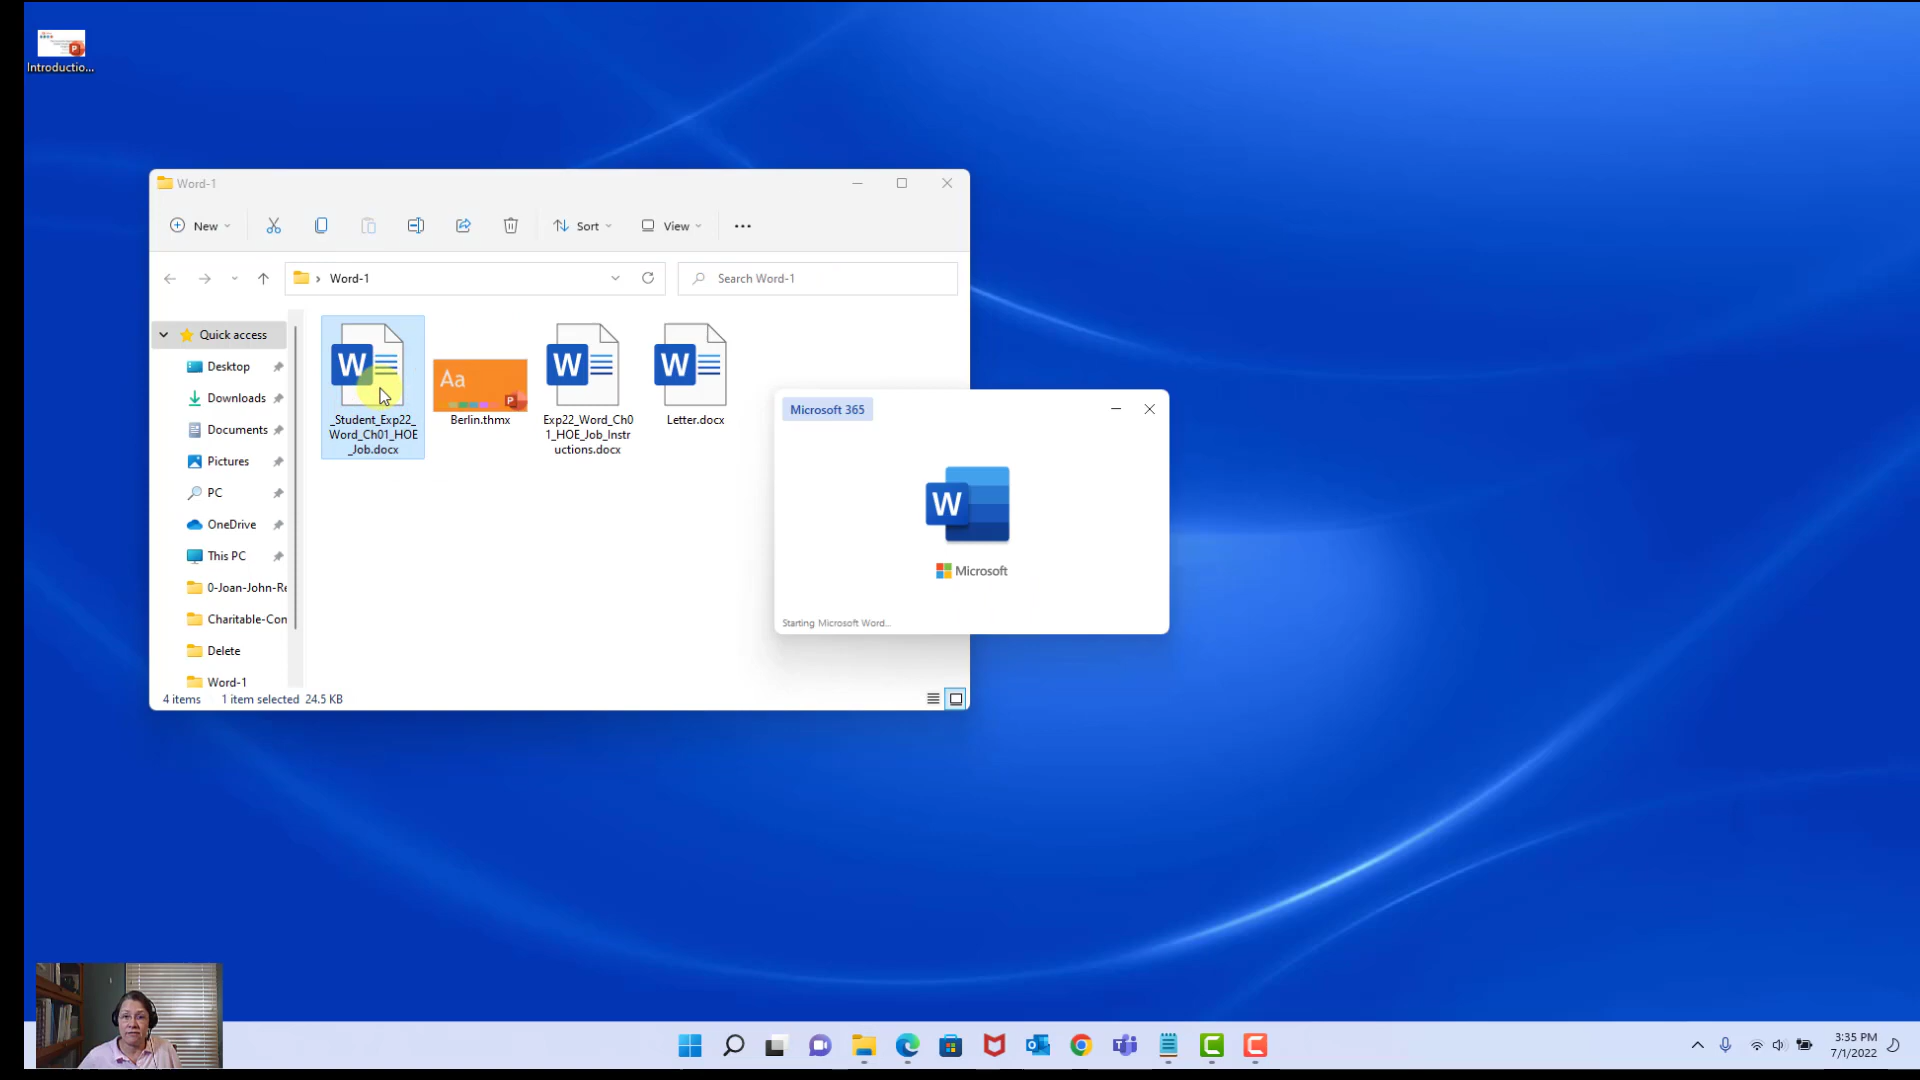 Introductio...
Word-1
New
Sort
View
Word-1
Search Word-1
Quick access
Desktop
Downloads
Documents
Pictures
PC
OneDrive
This PC
0-Joan-John-Re
Charitable-Con
Delete
Word-1
W
_Student_Exp22_
Word_Ch01_HOE
_Job.docx
Aa
P
Berlin.thmx
W
Exp22_Word_Ch0
1_HOE_Job_Instr
uctions.docx
W
Letter.docx
4 items 1 item selected 24.5 KB
Microsoft 365
W
Microsoft
Starting Microsoft Word...
3:35 PM
7/1/2022